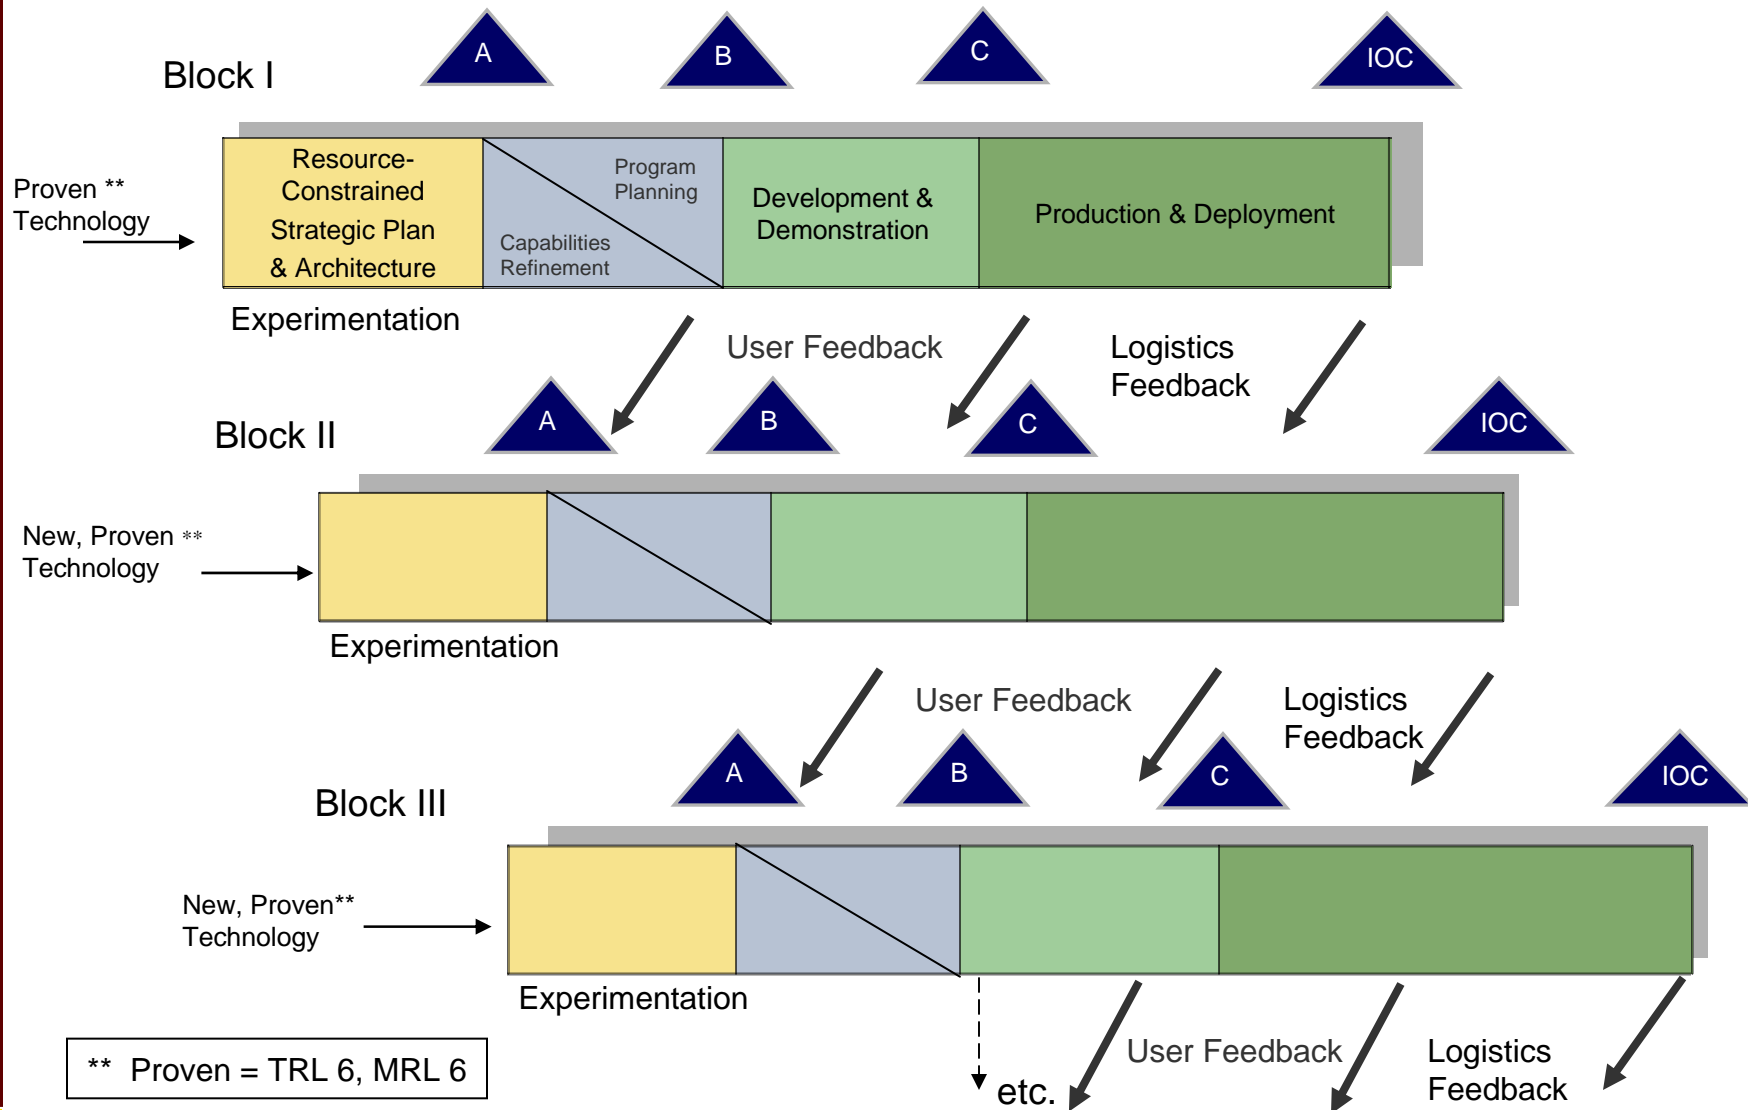 A
B
C
IOC
Block I
Resource-
Constrained
Strategic Plan
& Architecture
Program
Planning
Capabilities
Refinement
Development &
Demonstration
Production & Deployment
Proven **
Technology
Experimentation
User Feedback
Logistics
Feedback
A
B
C
IOC
Block II
New, Proven **
Technology
Experimentation
User Feedback
Logistics
Feedback
A
B
C
IOC
Block III
New, Proven**
Technology
Experimentation
User Feedback
Logistics
Feedback
etc.
** Proven = TRL 6, MRL 6